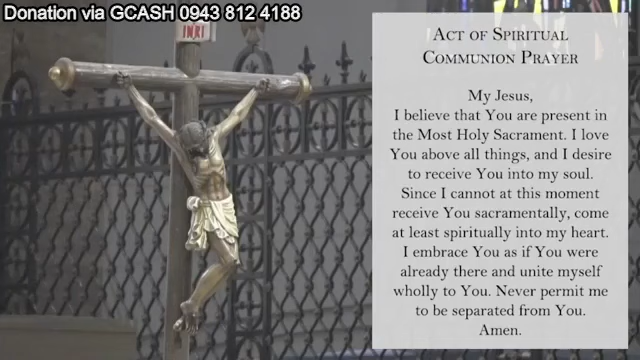 Donation via GCASH 0943 812 4188
INRI
ACT OF SPIRITUAL
COMMUNION PRAYER
My Jesus,
I believe that You are present in
the Most Holy Sacrament. I love
You above all things, and I desire
to receive You into my soul.
Since I cannot at this moment
receive You sacramentally, come
at least spiritually into my heart.
I embrace You as if You were
already there and unite myself
wholly to You. Never permit me
to be separated from You.
Amen.